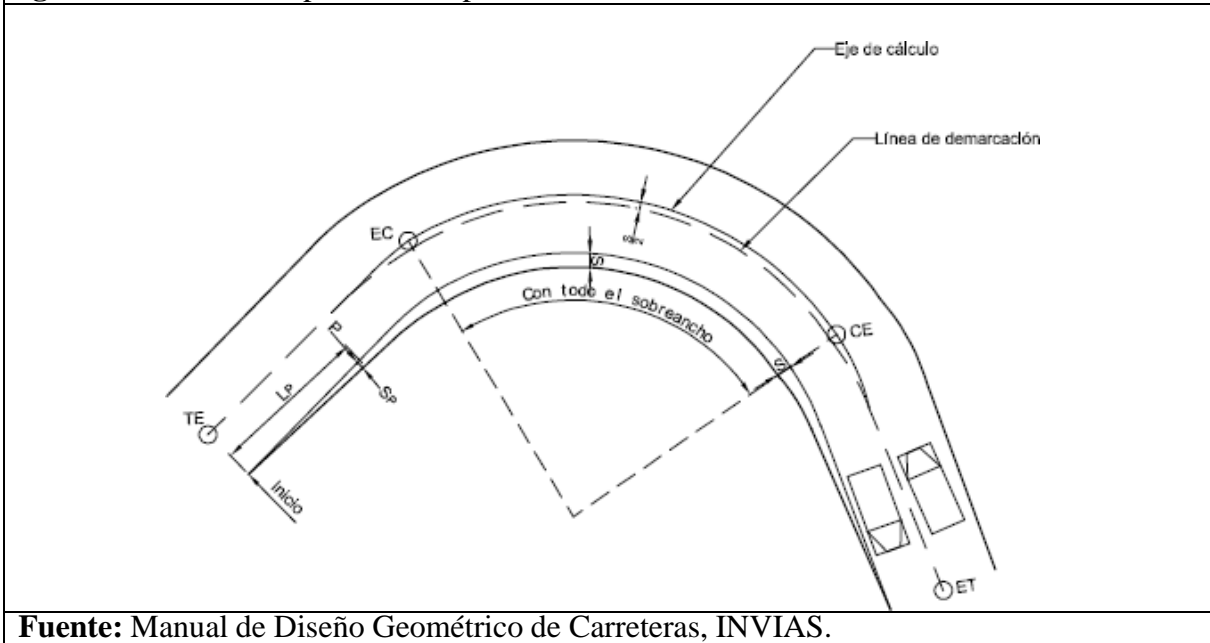 Eje de cálculo
Línea de demarcación
EC
S/2
S
Con todo el sobreancho
CE
P
S
LP
SP
TE
Inicio
ET
Fuente: Manual de Diseño Geométrico de Carreteras, INVIAS.